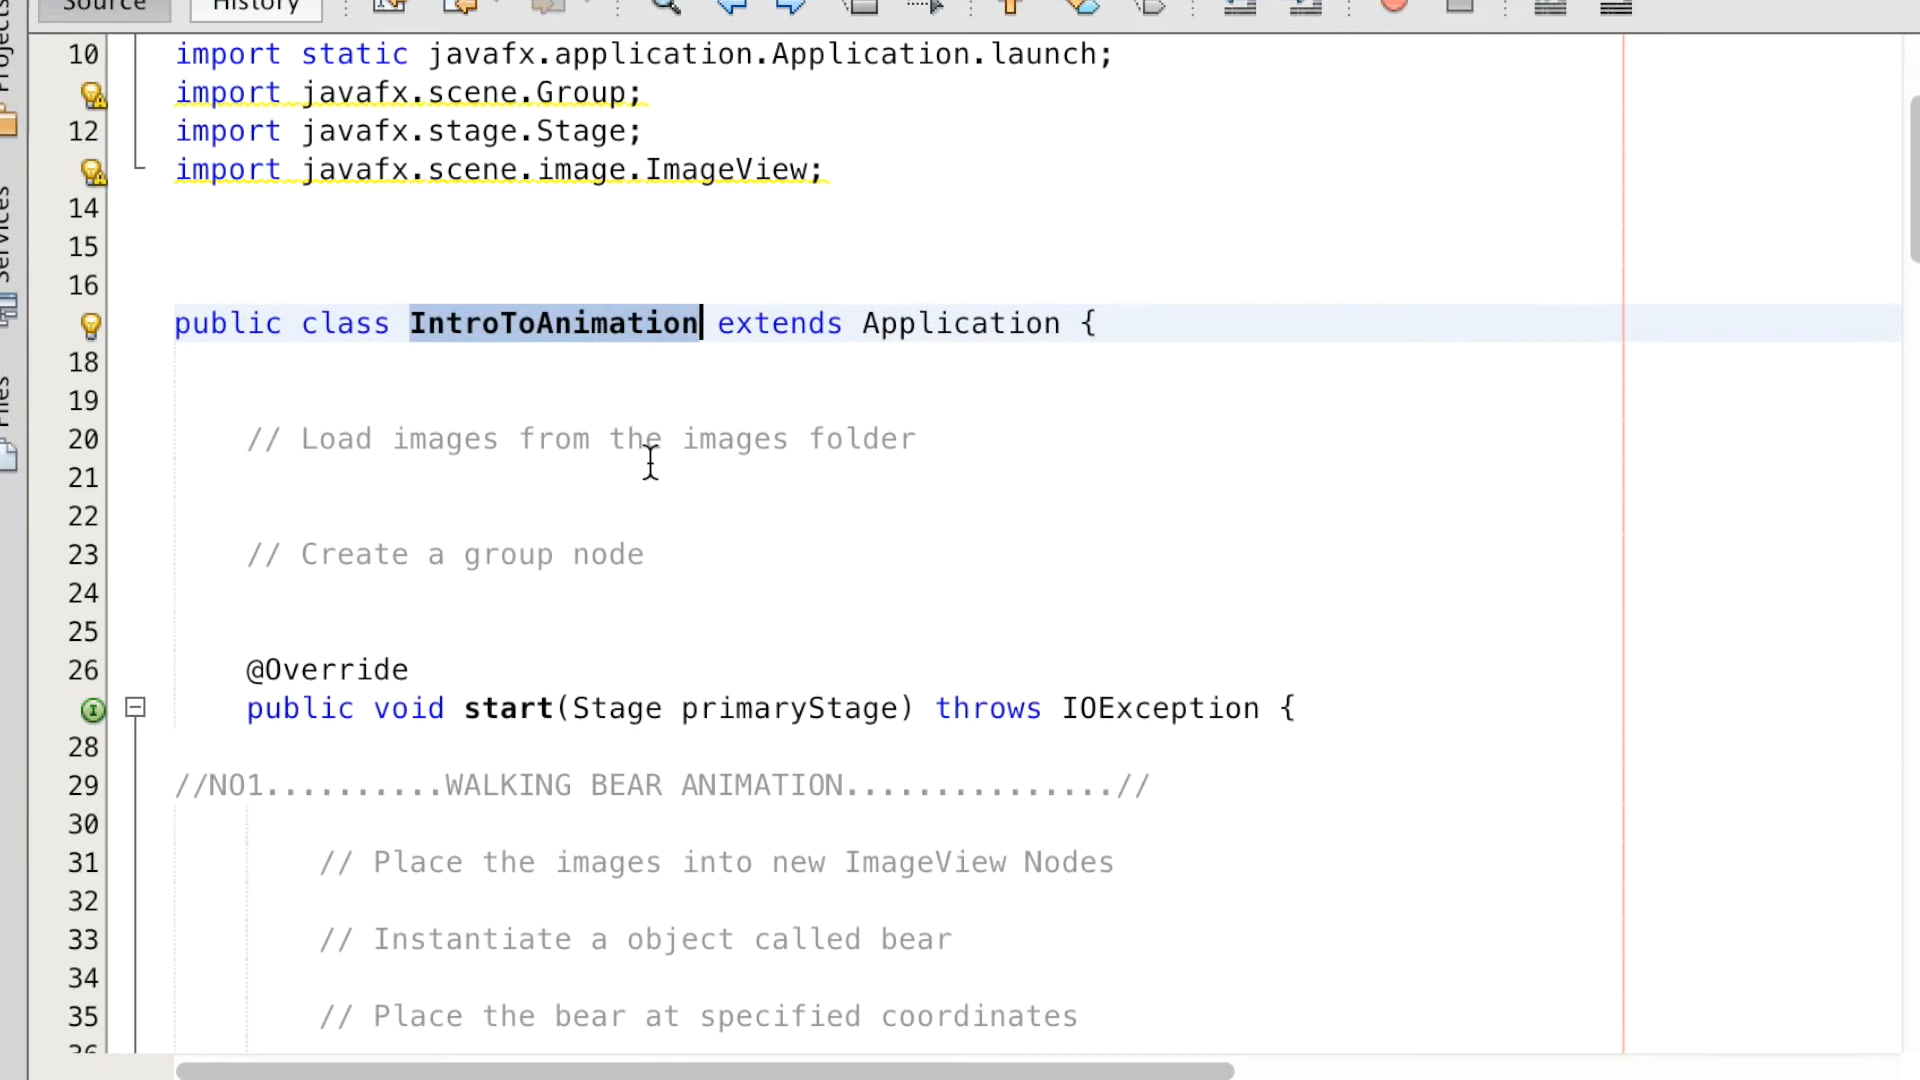 Source History
Projects
Services
Files
10 import static javafx.application.Application.launch;
import javafx.scene.Group;
12 import javafx.stage.Stage;
import javafx.scene.image.ImageView;
14
15
16
public class IntroToAnimation extends Application {
18
19
20 // Load images from the images folder
21
22
23 // Create a group node
24
25
26 @Override
public void start(Stage primaryStage) throws IOException {
28
29 //NO1..........WALKING BEAR ANIMATION...............//
30
31 // Place the images into new ImageView Nodes
32
33 // Instantiate a object called bear
34
35 // Place the bear at specified coordinates
36